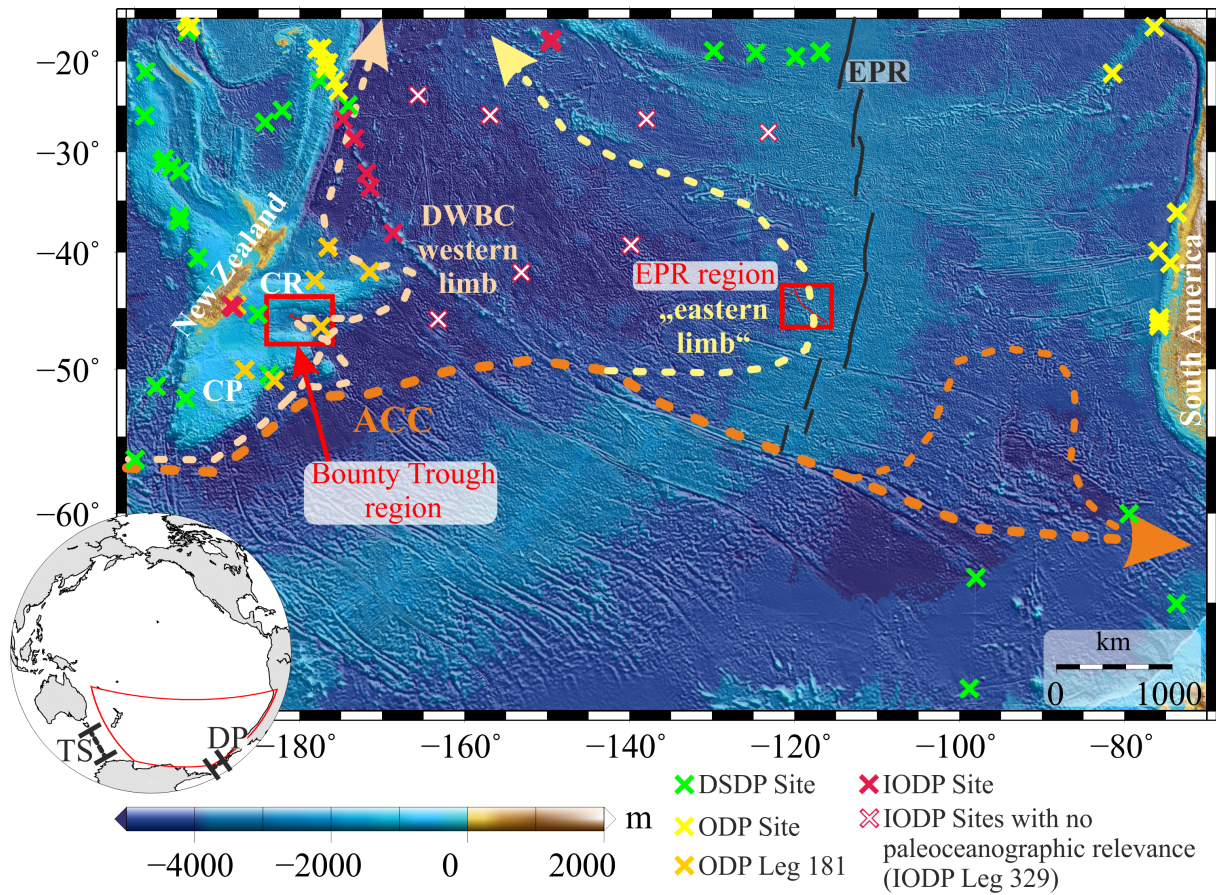 −20°
−30°
−40°
−50°
−60°
EPR
New Zealand
CR
CP
DWBC
western
limb
EPR region
„eastern
limb“
ACC
Bounty Trough
region
South America
km
0 1000
TS
DP
−180° −160° −140° −120° −100° −80°
m
−4000 −2000 0 2000
DSDP Site
ODP Site
ODP Leg 181
IODP Site
IODP Sites with no
paleoceanographic relevance
(IODP Leg 329)